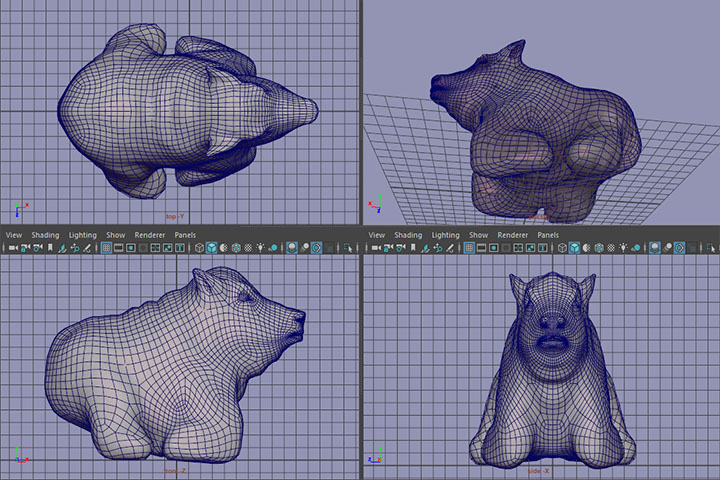 top -Y
View Shading Lighting Show Renderer Panels
View Shading Lighting Show Renderer Panels
front -Z
side -X